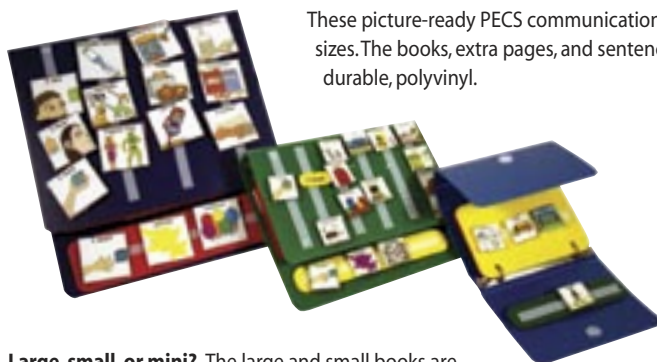 These picture-ready PECS communication
sizes. The books, extra pages, and sentenc
durable, polyvinyl.
Large, small, or mini? The large and small books are